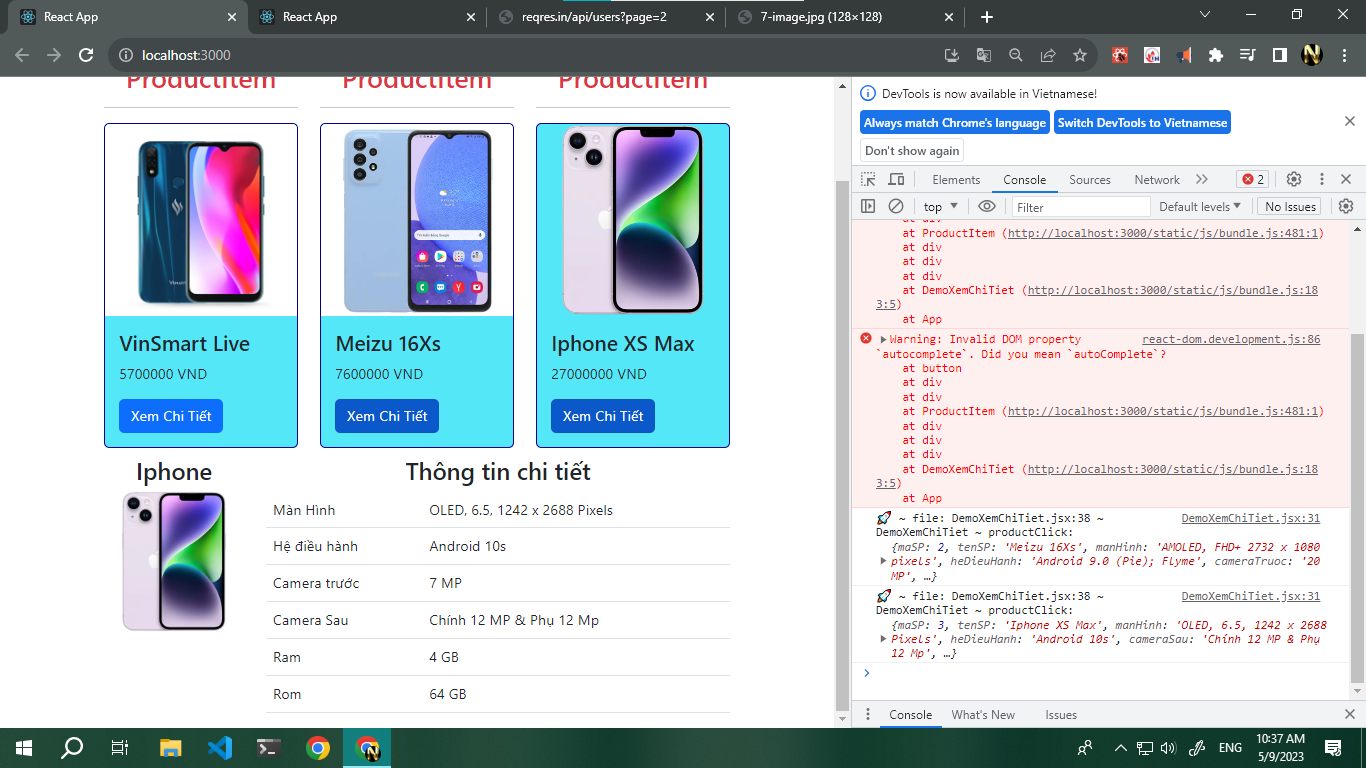 React App
React App
reqres.in/api/users?page=2
7-image.jpg (128×128)
localhost:3000
ProductItem
ProductItem
ProductItem
VinSmart Live
5700000 VND
Xem Chi Tiết
Meizu 16Xs
7600000 VND
Xem Chi Tiết
Iphone XS Max
27000000 VND
Xem Chi Tiết
Iphone
Thông tin chi tiết
Màn Hình OLED, 6.5, 1242 x 2688 Pixels
Hệ điều hành Android 10s
Camera trước 7 MP
Camera Sau Chính 12 MP & Phụ 12 Mp
Ram 4 GB
Rom 64 GB
DevTools is now available in Vietnamese!
Always match Chrome's language Switch DevTools to Vietnamese
Don't show again
Elements Console Sources Network 2
top Filter Default levels No Issues
at div
at ProductItem (http://localhost:3000/static/js/bundle.js:481:1)
at div
at div
at div
at DemoXemChiTiet (http://localhost:3000/static/js/bundle.js:18
3:5)
at App
Warning: Invalid DOM property react-dom.development.js:86
`autocomplete`. Did you mean `autoComplete`?
at button
at div
at div
at ProductItem (http://localhost:3000/static/js/bundle.js:481:1)
at div
at div
at div
at DemoXemChiTiet (http://localhost:3000/static/js/bundle.js:18
3:5)
at App
🚀 ~ file: DemoXemChiTiet.jsx:38 ~ DemoXemChiTiet.jsx:31
DemoXemChiTiet ~ productClick:
{maSP: 2, tenSP: 'Meizu 16Xs', manHinh: 'AMOLED, FHD+ 2732 x 1080
pixels', heDieuHanh: 'Android 9.0 (Pie); Flyme', cameraTruoc: '20
MP', …}
🚀 ~ file: DemoXemChiTiet.jsx:38 ~ DemoXemChiTiet.jsx:31
DemoXemChiTiet ~ productClick:
{maSP: 3, tenSP: 'Iphone XS Max', manHinh: 'OLED, 6.5, 1242 x 2688
Pixels', heDieuHanh: 'Android 10s', cameraSau: 'Chính 12 MP & Phụ
12 Mp', …}
Console What's New Issues
ENG
10:37 AM
5/9/2023